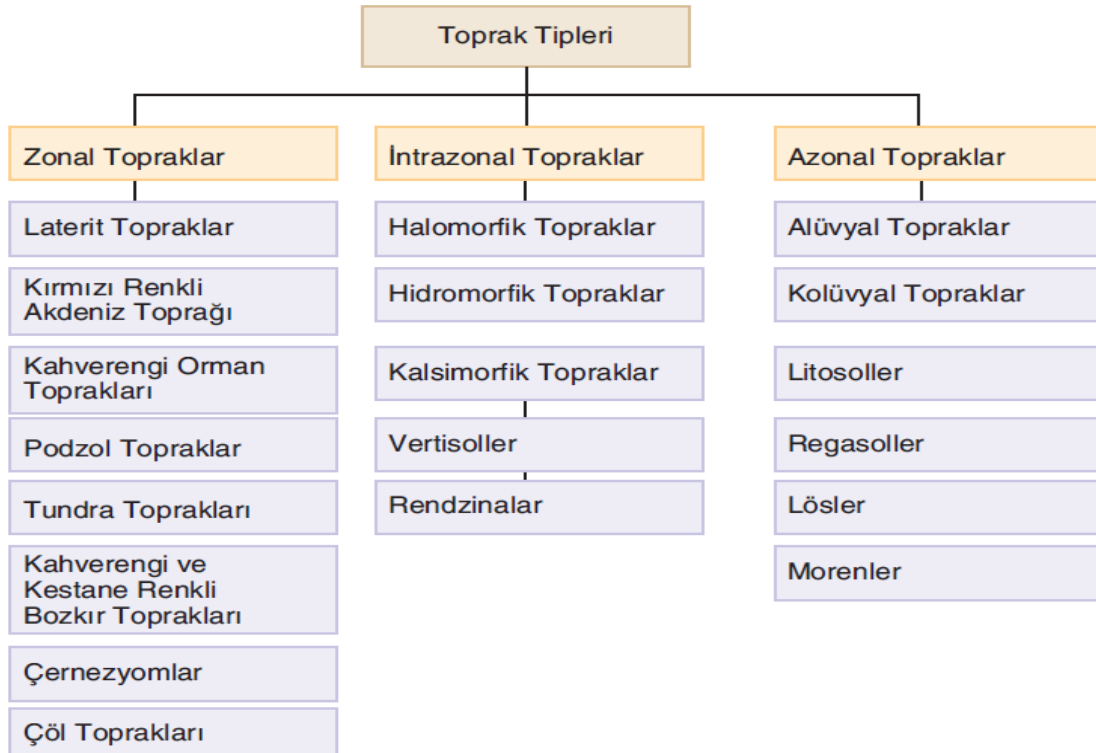 Toprak Tipleri
Zonal Topraklar
Laterit Topraklar
Kırmızı Renkli
Akdeniz Toprağı
Kahverengi Orman
Toprakları
Podzol Topraklar
Tundra Toprakları
Kahverengi ve
Kestane Renkli
Bozkır Toprakları
Çernezyomlar
Çöl Toprakları
İntrazonal Topraklar
Halomorfik Topraklar
Hidromorfik Topraklar
Kalsimorfik Topraklar
Vertisoller
Rendzinalar
Azonal Topraklar
Alüvyal Topraklar
Kolüvyal Topraklar
Litosoller
Regasoller
Lösler
Morenler